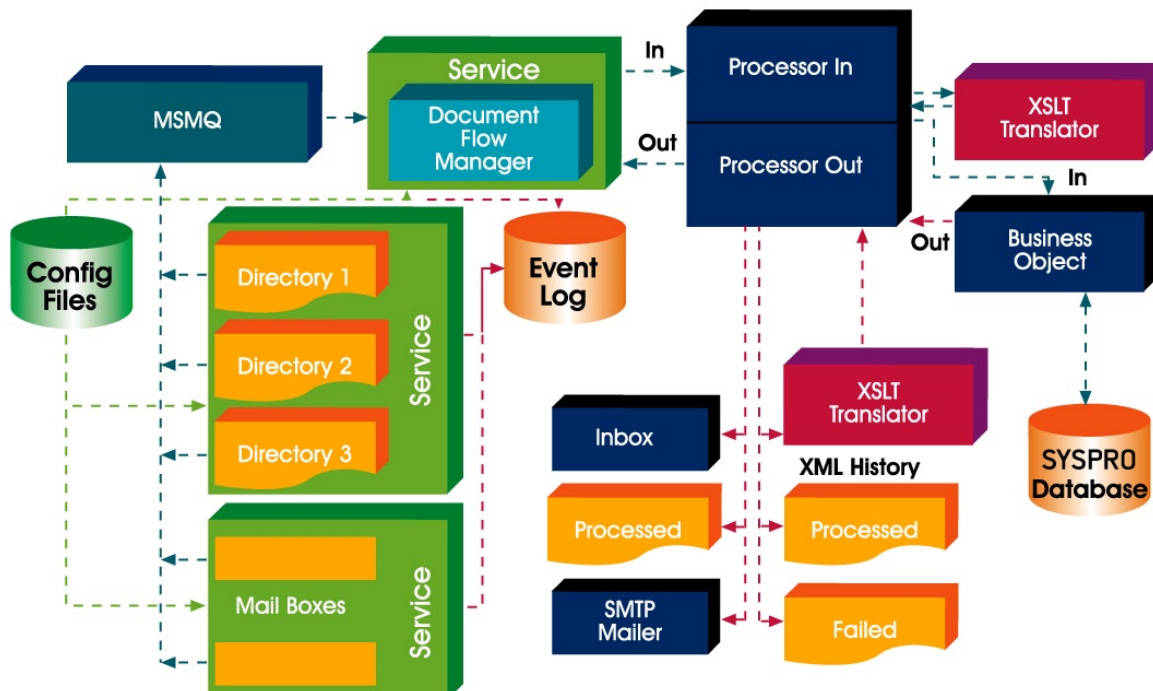 In
Service
Processor In
MSMQ
Document
Flow
Manager
XSLT
Translator
Out
Processor Out
In
Config
Files
Directory 1
Event
Log
Out
Business
Object
Directory 2
Service
Directory 3
XSLT
Translator
Inbox
XML History
SYSPRO
Database
Processed
Processed
Mail Boxes
Service
SMTP
Mailer
Failed